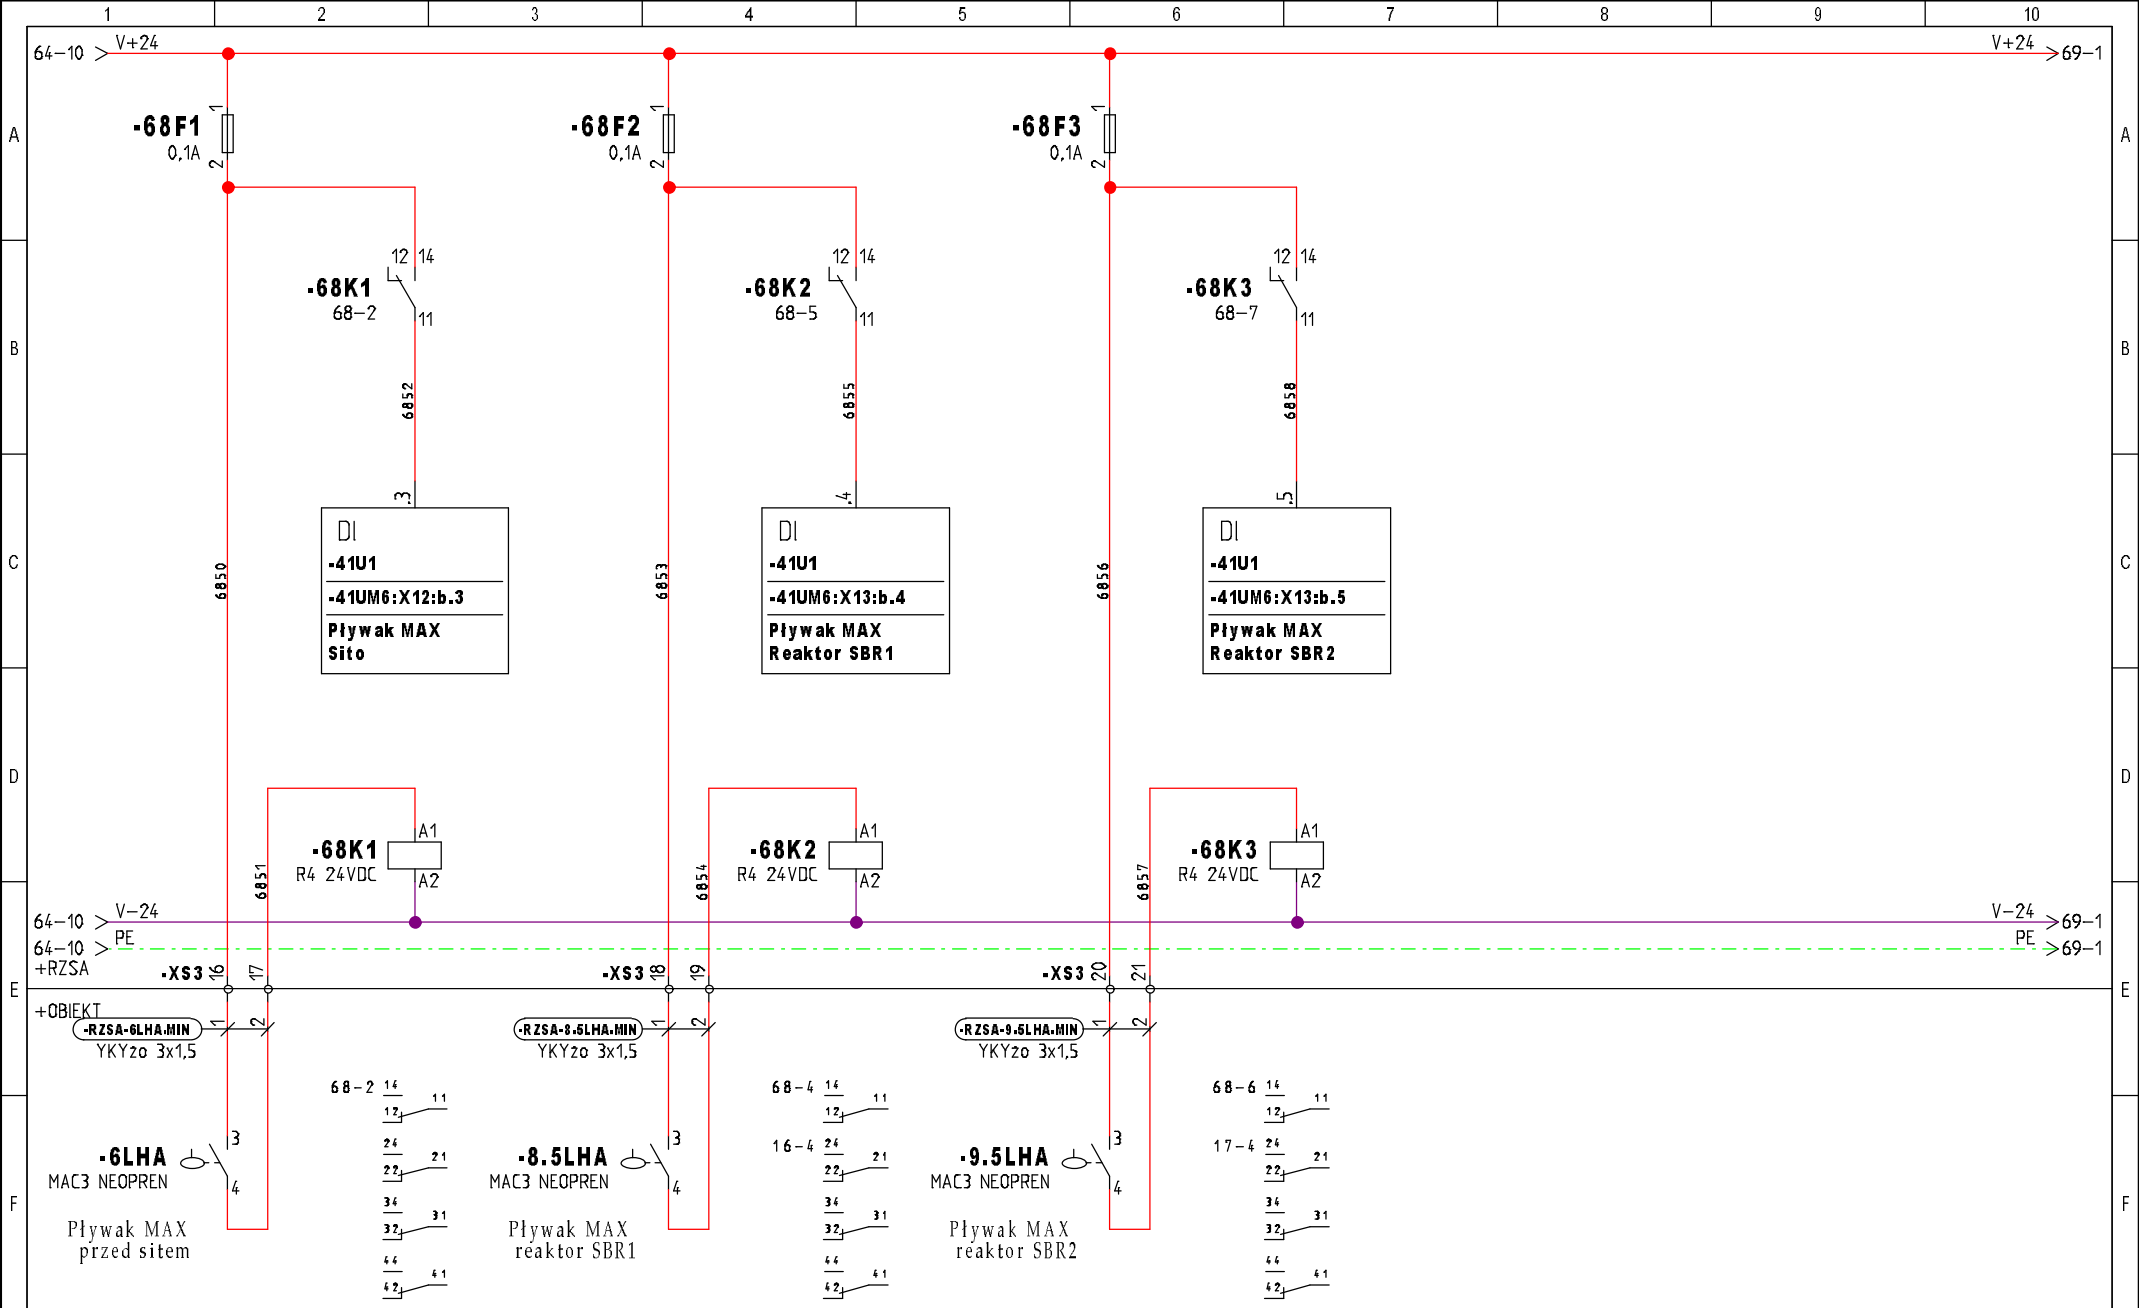 1 2 3 4 5 6 7 8 9 10
64-10 V+24 V+24 69-1
A A
-68F1 1
0,1A 2
-68F2 1
0,1A 2
-68F3 1
0,1A 2
B B
-68K1 12 14
68-2 11
-68K2 12 14
68-5 11
-68K3 12 14
68-7 11
6852 6855 6858
.3 .4 .5
C C
6850 6853 6856
DI
-41U1
-41UM6:X12:b.3
Pływak MAX
Sito
DI
-41U1
-41UM6:X13:b.4
Pływak MAX
Reaktor SBR1
DI
-41U1
-41UM6:X13:b.5
Pływak MAX
Reaktor SBR2
D D
-68K1 A1
R4 24VDC A2
6851
-68K2 A1
R4 24VDC A2
6854
-68K3 A1
R4 24VDC A2
6857
64-10 V-24 V-24 69-1
64-10 PE PE 69-1
+RZSA
-XS3 16 17
-XS3 18 19
-XS3 20 21
E E
+OBIEKT
-RZSA-6LHA.MIN 1 2
YKYżo 3x1,5
-RZSA-8.5LHA.MIN 1 2
YKYżo 3x1,5
-RZSA-9.5LHA.MIN 1 2
YKYżo 3x1,5
F F
-6LHA 3
MAC3 NEOPREN 4
Pływak MAX
przed sitem
68-2 14
12 11
24
22 21
34
32 31
44
42 41
-8.5LHA 3
MAC3 NEOPREN 4
Pływak MAX
reaktor SBR1
68-4 14
12 11
16-4 24
22 21
34
32 31
44
42 41
-9.5LHA 3
MAC3 NEOPREN 4
Pływak MAX
reaktor SBR2
68-6 14
12 11
17-4 24
22 21
34
32 31
44
42 41